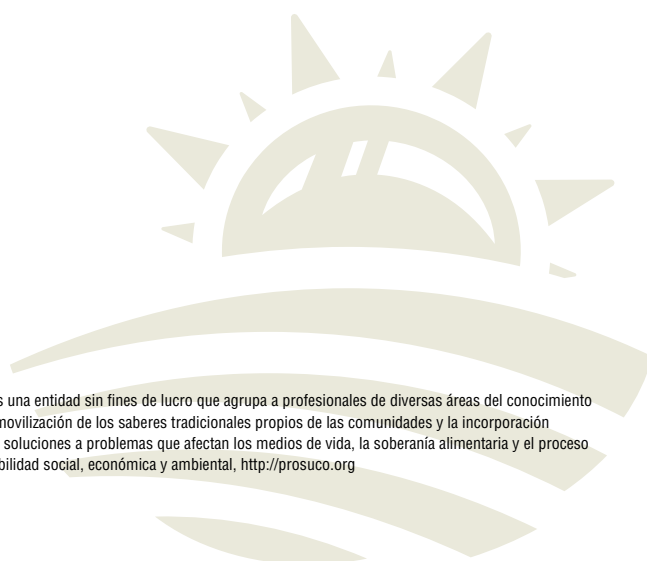 s una entidad sin fines de lucro que agrupa a profesionales de diversas áreas del conocimiento
movilización de los saberes tradicionales propios de las comunidades y la incorporación
soluciones a problemas que afectan los medios de vida, la soberanía alimentaria y el proceso
bilidad social, económica y ambiental, http://prosuco.org